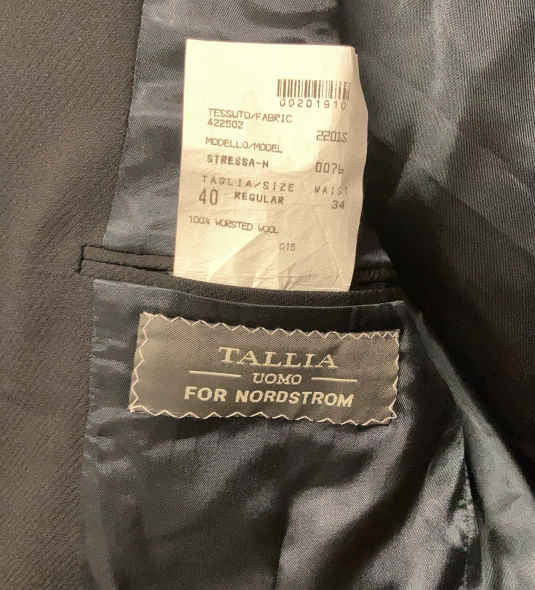 00201910
TESSUTO/FABRIC
422502 2201S
MODELLO/MODEL
STRESSA-N 0076
TAGLIA/SIZE WAIST
40 REGULAR 34
100% WORSTED WOOL
015
TALLIA
UOMO
FOR NORDSTROM